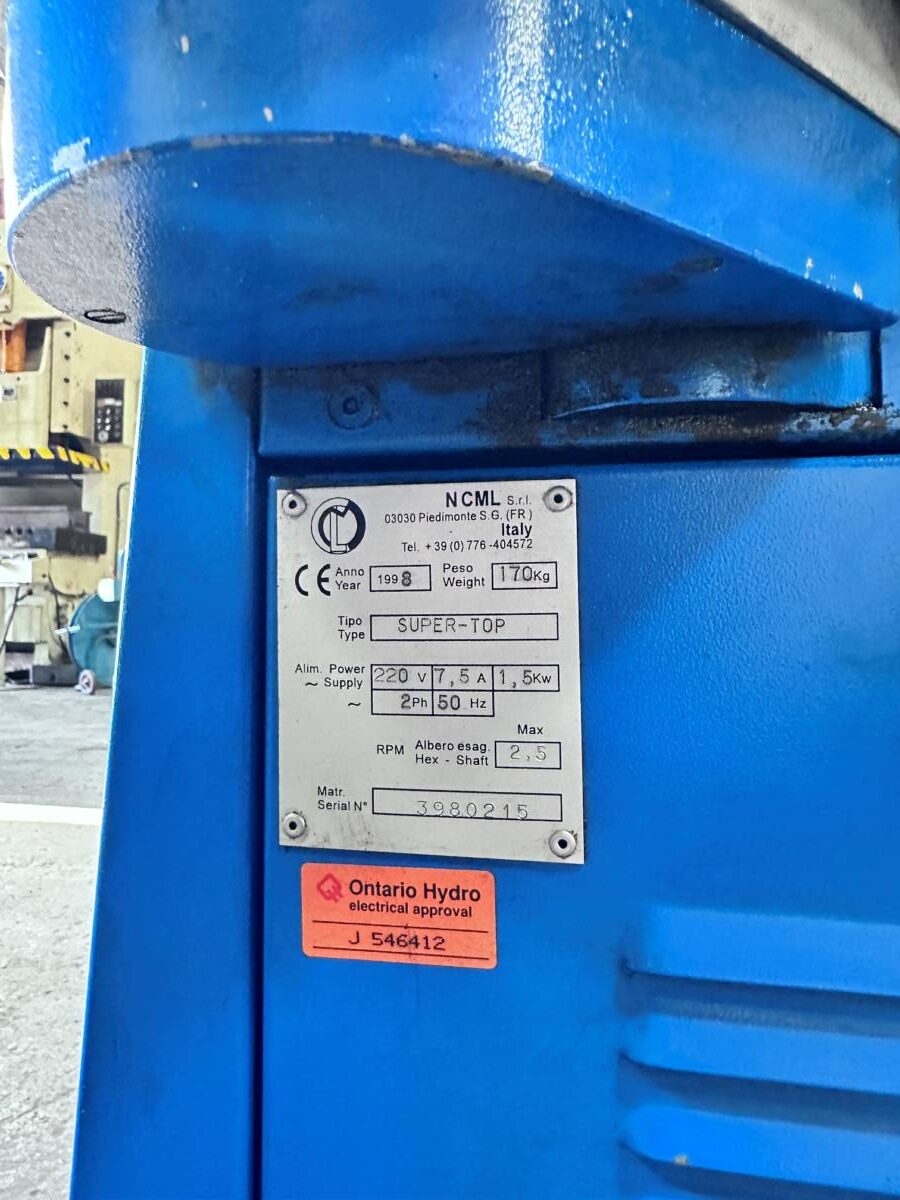 NCML S.r.l.
03030 Piedimonte S.G. (FR)
Italy
Tel. +39 (0) 776 -404572
CE Anno Year 1998 Peso Weight 170Kg
Tipo Type SUPER-TOP
Alim. Power ~ Supply 220 V 7,5 A 1,5Kw
~ 2Ph 50 Hz
Max
RPM Albero esag. Hex - Shaft 2,5
Matr. Serial N° 3980215
Ontario Hydro
electrical approval
J 546412